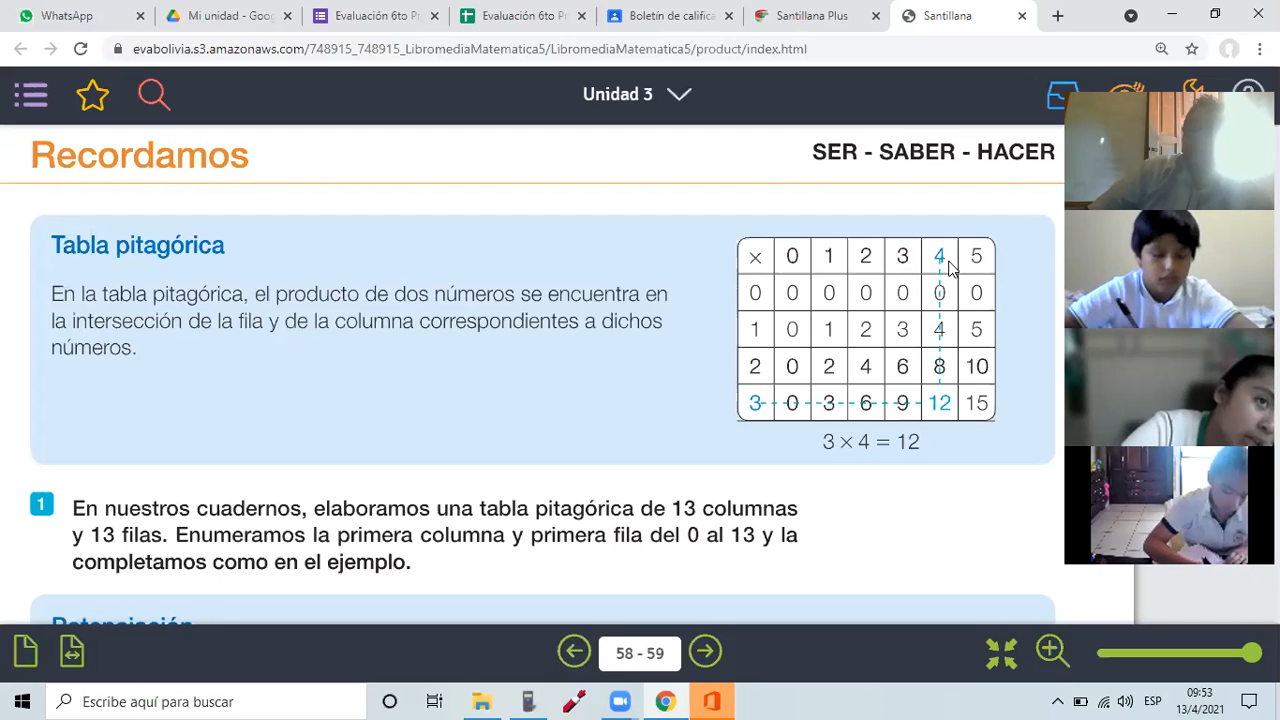 WhatsApp
Mi unidad - Goog
Evaluación 6to Pr
Evaluación 6to Pr
Boletín de califica
Santillana Plus
Santillana
evabolivia.s3.amazonaws.com/748915_748915_LibromediaMatematica5/LibromediaMatematica5/product/index.html
Unidad 3
Recordamos
SER - SABER - HACER
Tabla pitagórica
En la tabla pitagórica, el producto de dos números se encuentra en
la intersección de la fila y de la columna correspondientes a dichos
números.
× 0 1 2 3 4 5
0 0 0 0 0 0 0
1 0 1 2 3 4 5
2 0 2 4 6 8 10
3 0 3 6 9 12 15
3 × 4 = 12
1
En nuestros cuadernos, elaboramos una tabla pitagórica de 13 columnas
y 13 filas. Enumeramos la primera columna y primera fila del 0 al 13 y la
completamos como en el ejemplo.
Potenciación
58 - 59
Escribe aquí para buscar
ESP
09:53
13/4/2021